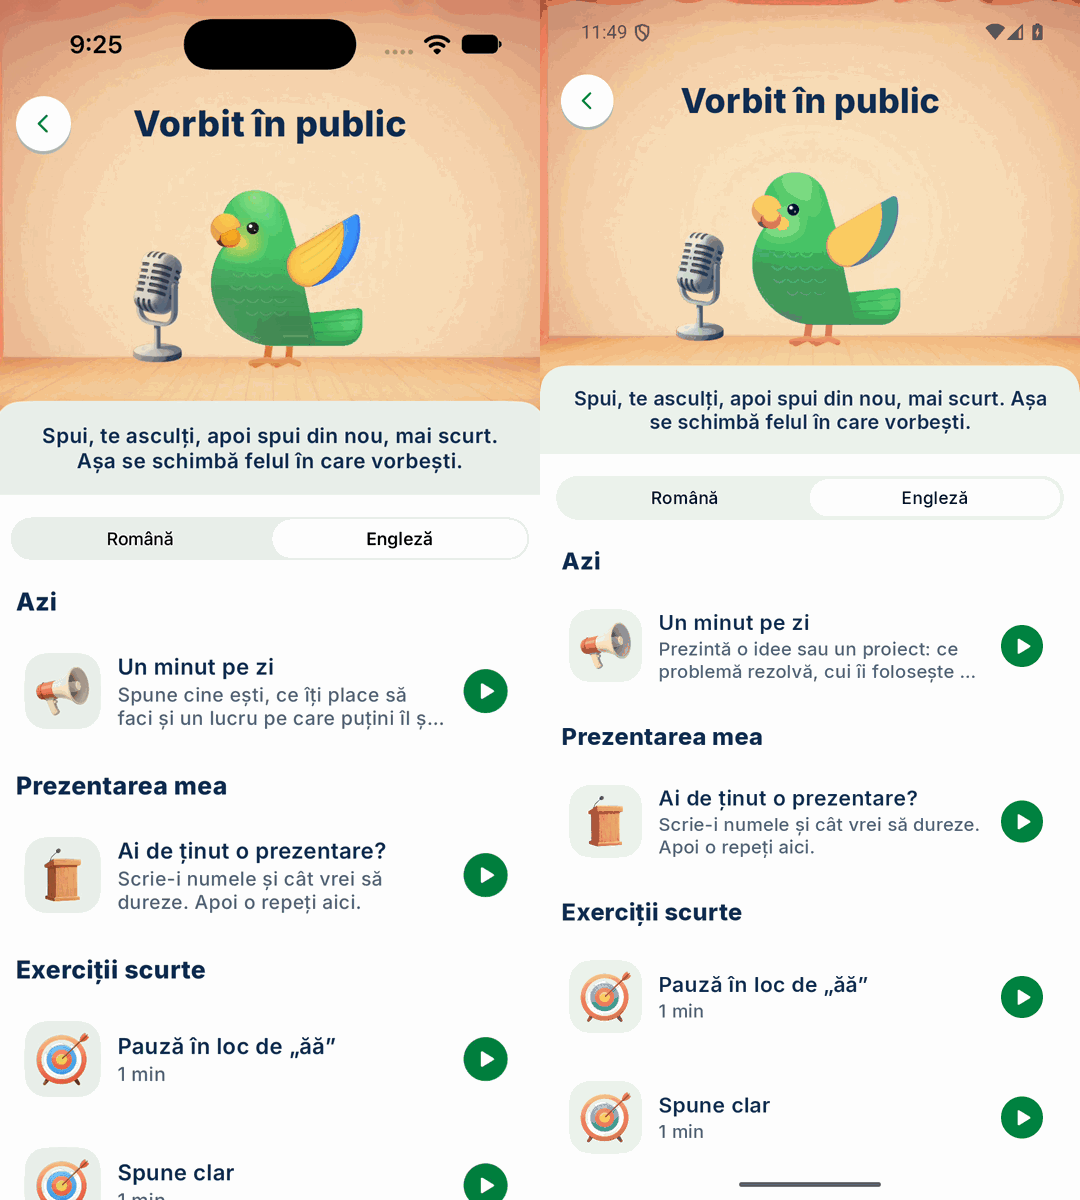 9:25
Vorbit în public
Spui, te asculți, apoi spui din nou, mai scurt.
Așa se schimbă felul în care vorbești.
Română
Engleză
Azi
Un minut pe zi
Spune cine ești, ce îți place să
faci și un lucru pe care puțini îl ș...
Prezentarea mea
Ai de ținut o prezentare?
Scrie-i numele și cât vrei să
dureze. Apoi o repeți aici.
Exerciții scurte
Pauză în loc de „ăă”
1 min
Spune clar
1 min
11:49
Vorbit în public
Spui, te asculți, apoi spui din nou, mai scurt. Așa
se schimbă felul în care vorbești.
Română
Engleză
Azi
Un minut pe zi
Prezintă o idee sau un proiect: ce
problemă rezolvă, cui îi folosește ...
Prezentarea mea
Ai de ținut o prezentare?
Scrie-i numele și cât vrei să dureze.
Apoi o repeți aici.
Exerciții scurte
Pauză în loc de „ăă”
1 min
Spune clar
1 min